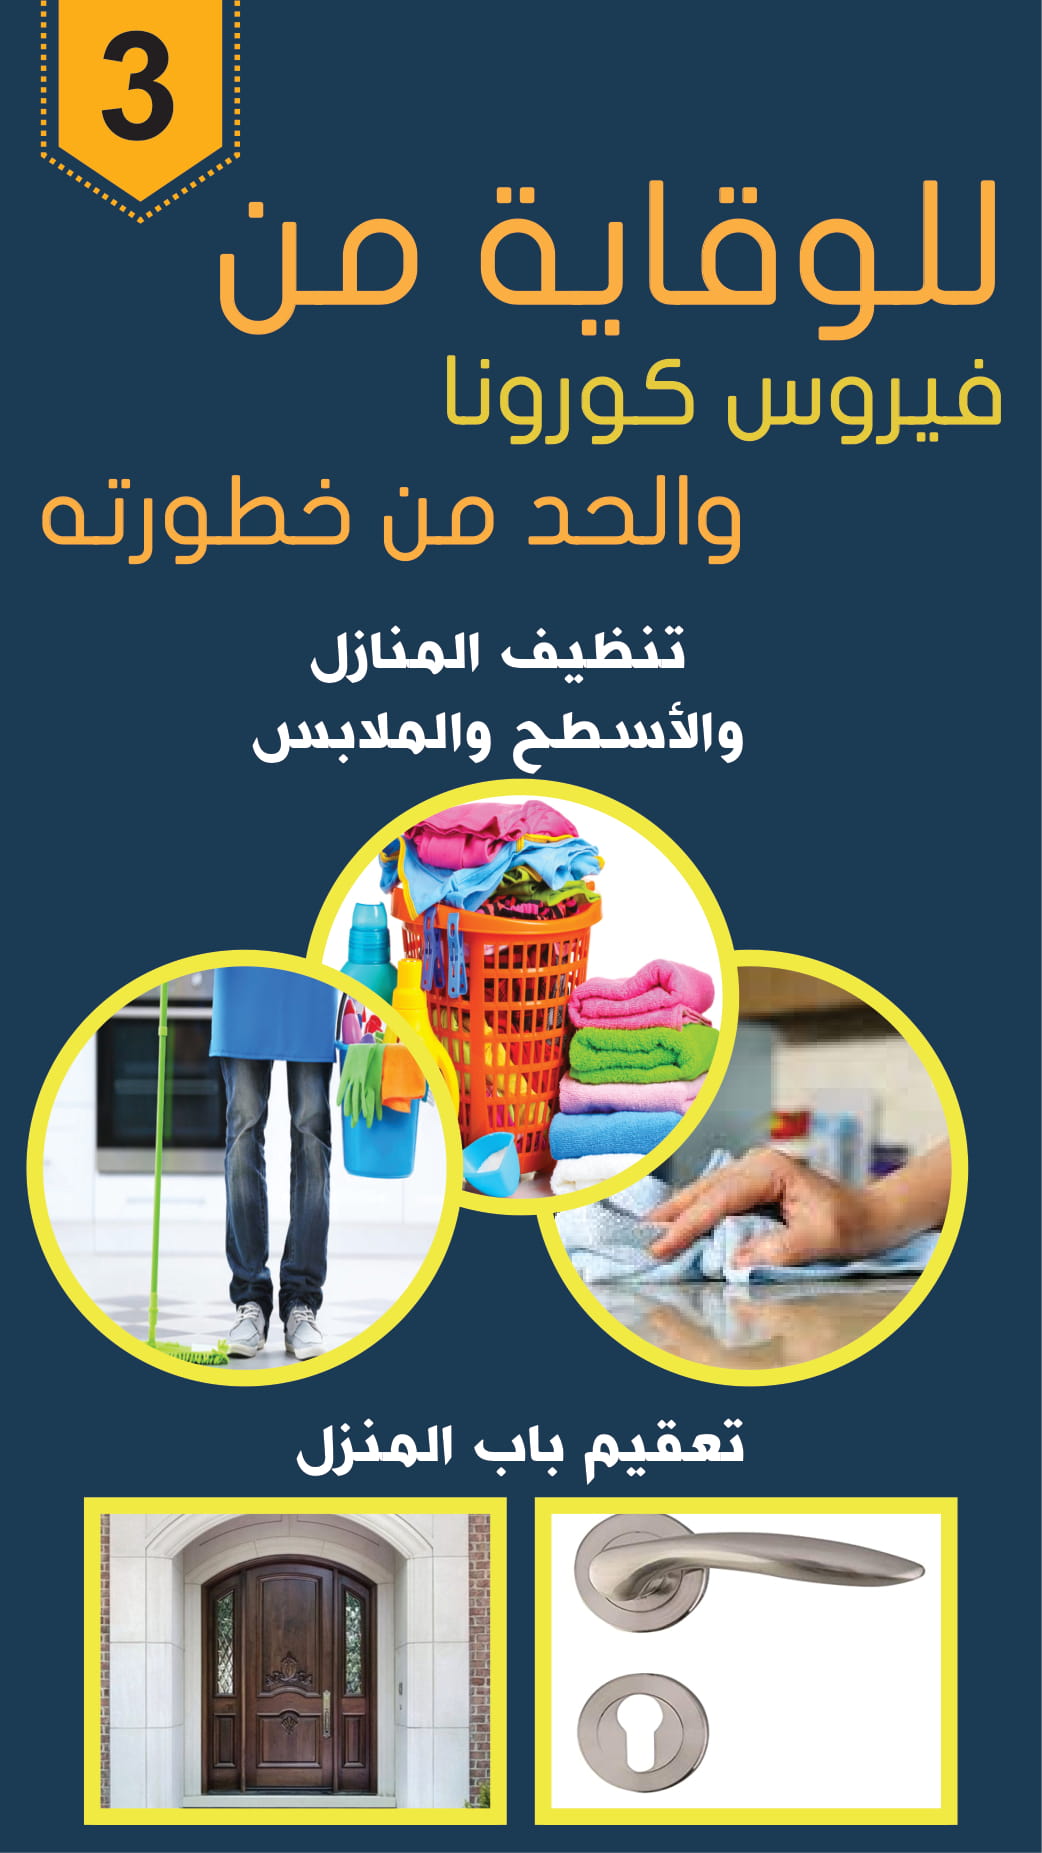 3
للوقاية من
فيروس كورونا
والحد من خطورته
تنظيف المنازل
والأسطح والملابس
تعقيم باب المنزل